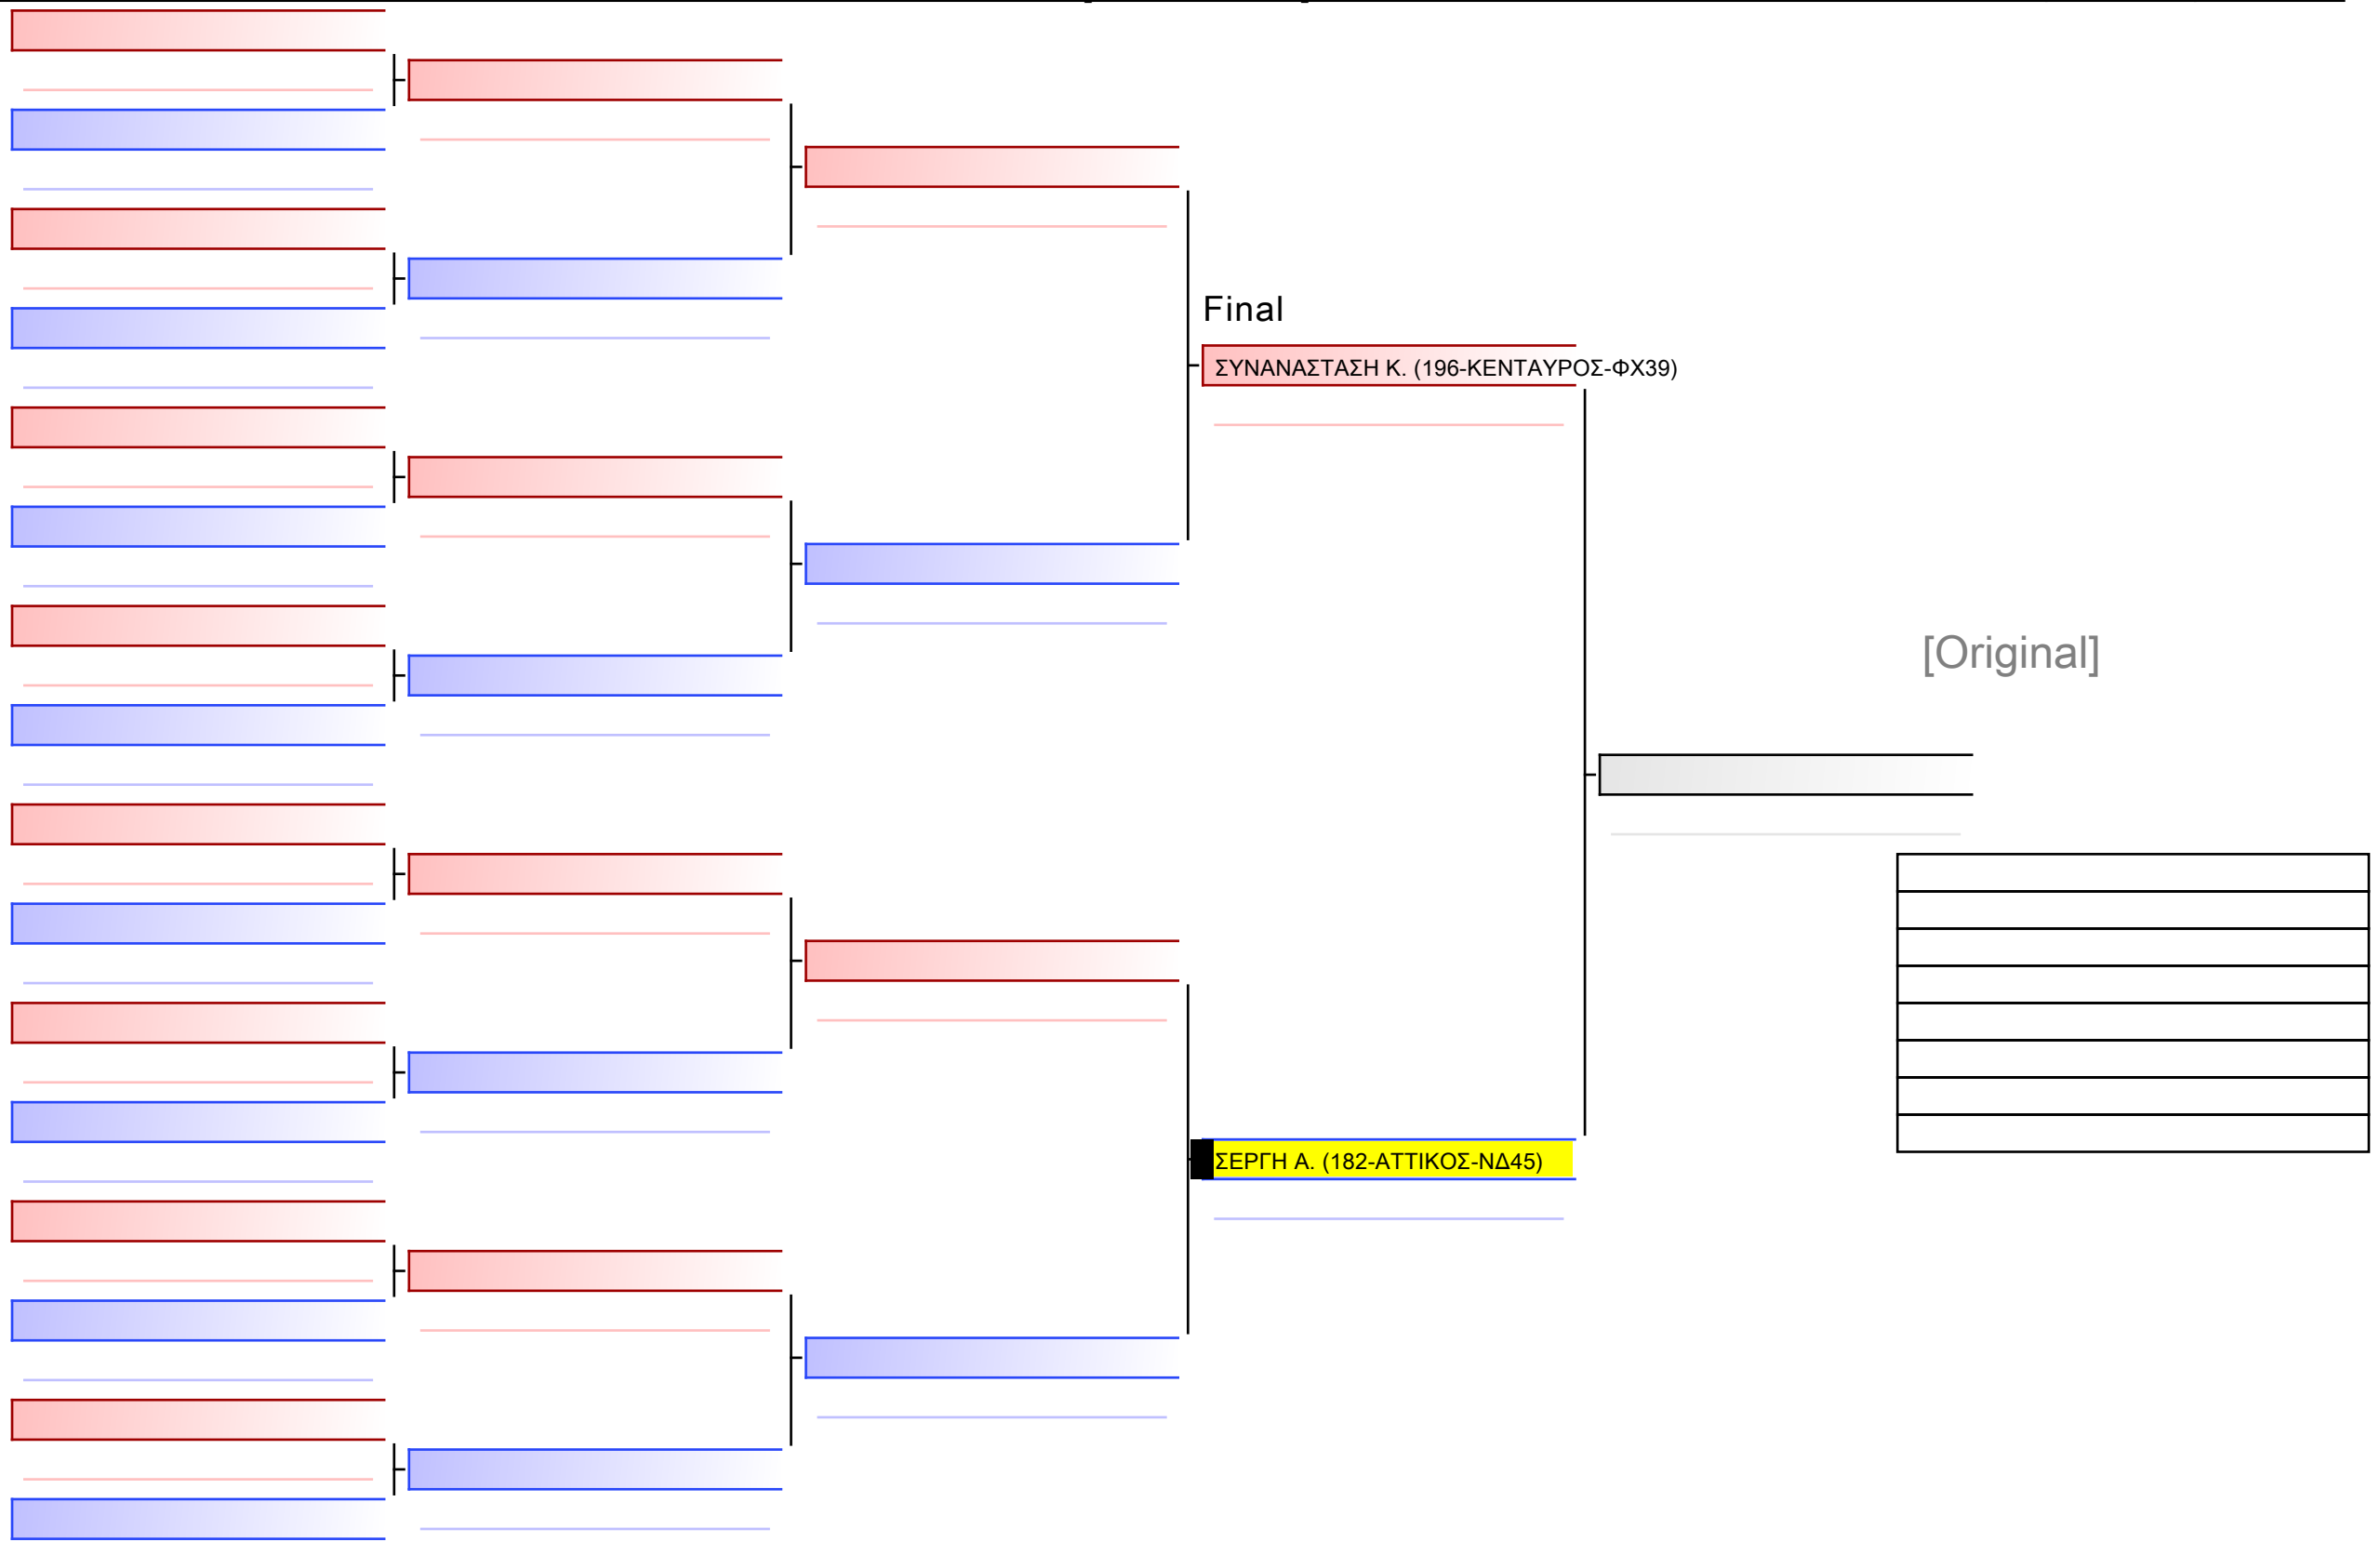 Final
ΣΥΝΑΝΑΣΤΑΣΗ Κ. (196-ΚΕΝΤΑΥΡΟΣ-ΦΧ39)
[Original]
ΣΕΡΓΗ Α. (182-ΑΤΤΙΚΟΣ-ΝΔ45)